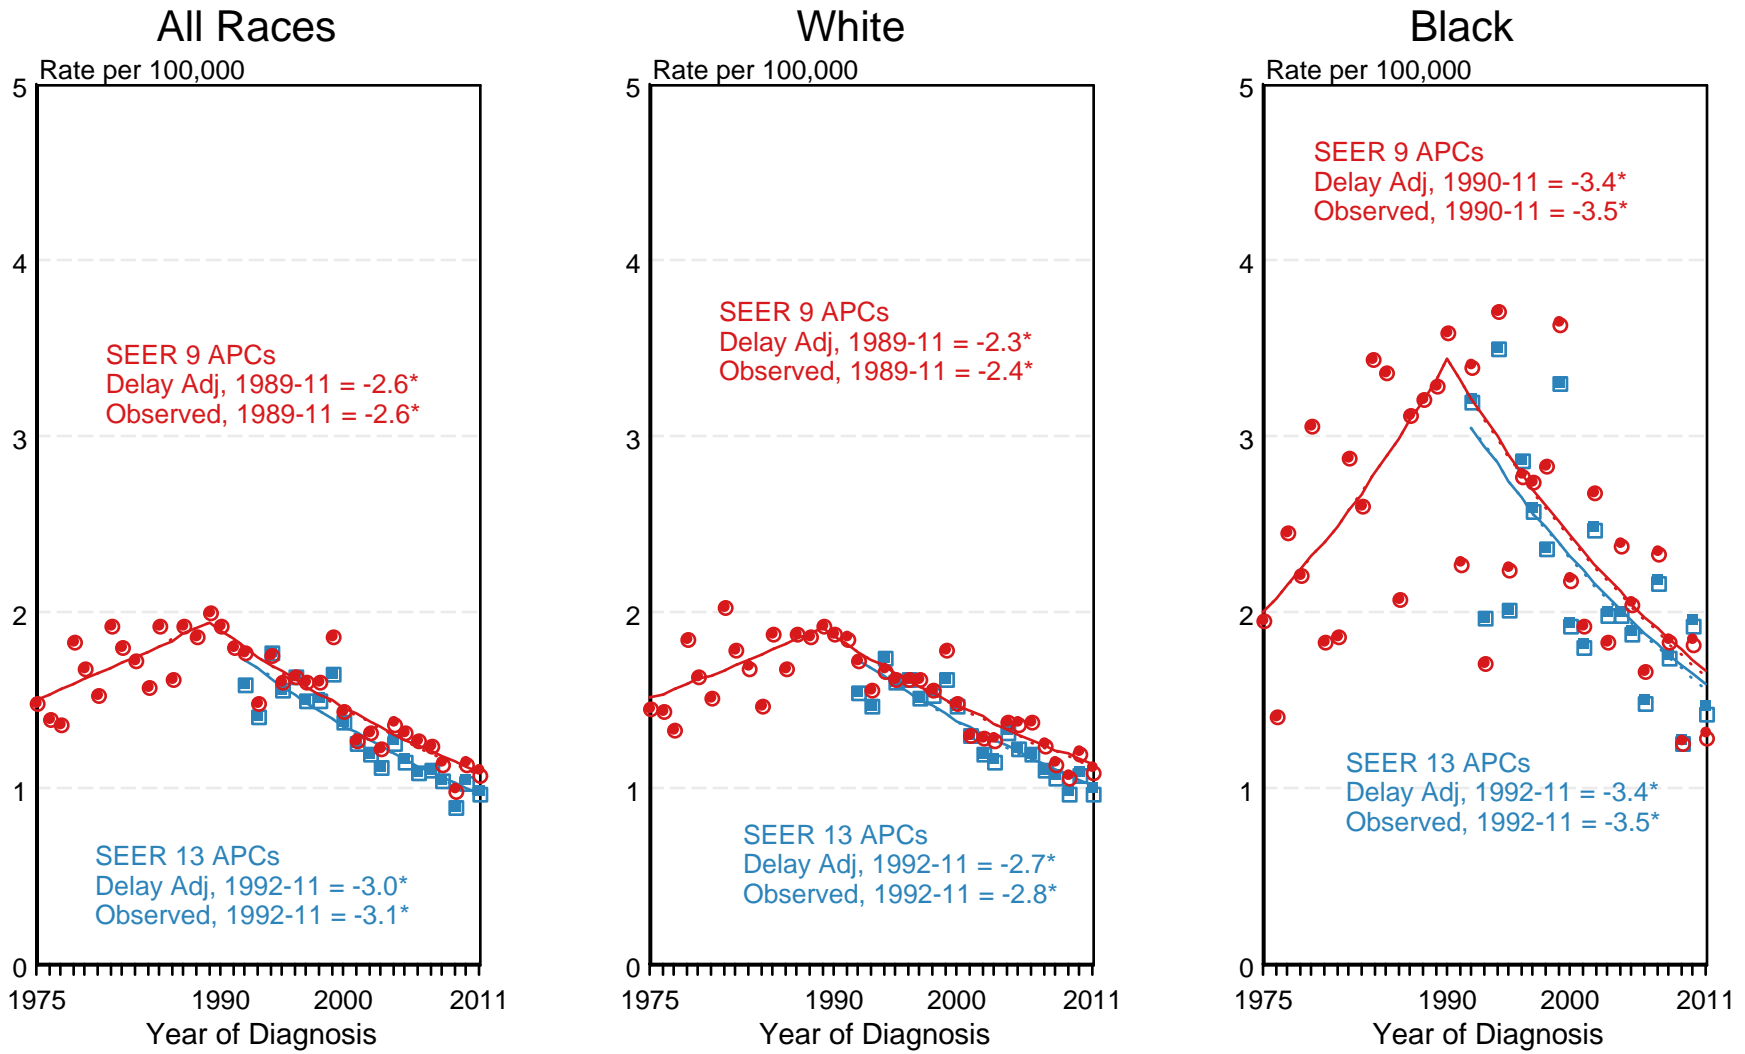 All Races
Rate per 100,000
5
4
3
2
1
0
SEER 9 APCs
Delay Adj, 1989-11 = -2.6*
Observed, 1989-11 = -2.6*
SEER 13 APCs
Delay Adj, 1992-11 = -3.0*
Observed, 1992-11 = -3.1*
1975 1990 2000 2011
Year of Diagnosis
White
Rate per 100,000
5
4
3
2
1
0
SEER 9 APCs
Delay Adj, 1989-11 = -2.3*
Observed, 1989-11 = -2.4*
SEER 13 APCs
Delay Adj, 1992-11 = -2.7*
Observed, 1992-11 = -2.8*
1975 1990 2000 2011
Year of Diagnosis
Black
Rate per 100,000
5
4
3
2
1
0
SEER 9 APCs
Delay Adj, 1990-11 = -3.4*
Observed, 1990-11 = -3.5*
SEER 13 APCs
Delay Adj, 1992-11 = -3.4*
Observed, 1992-11 = -3.5*
1975 1990 2000 2011
Year of Diagnosis